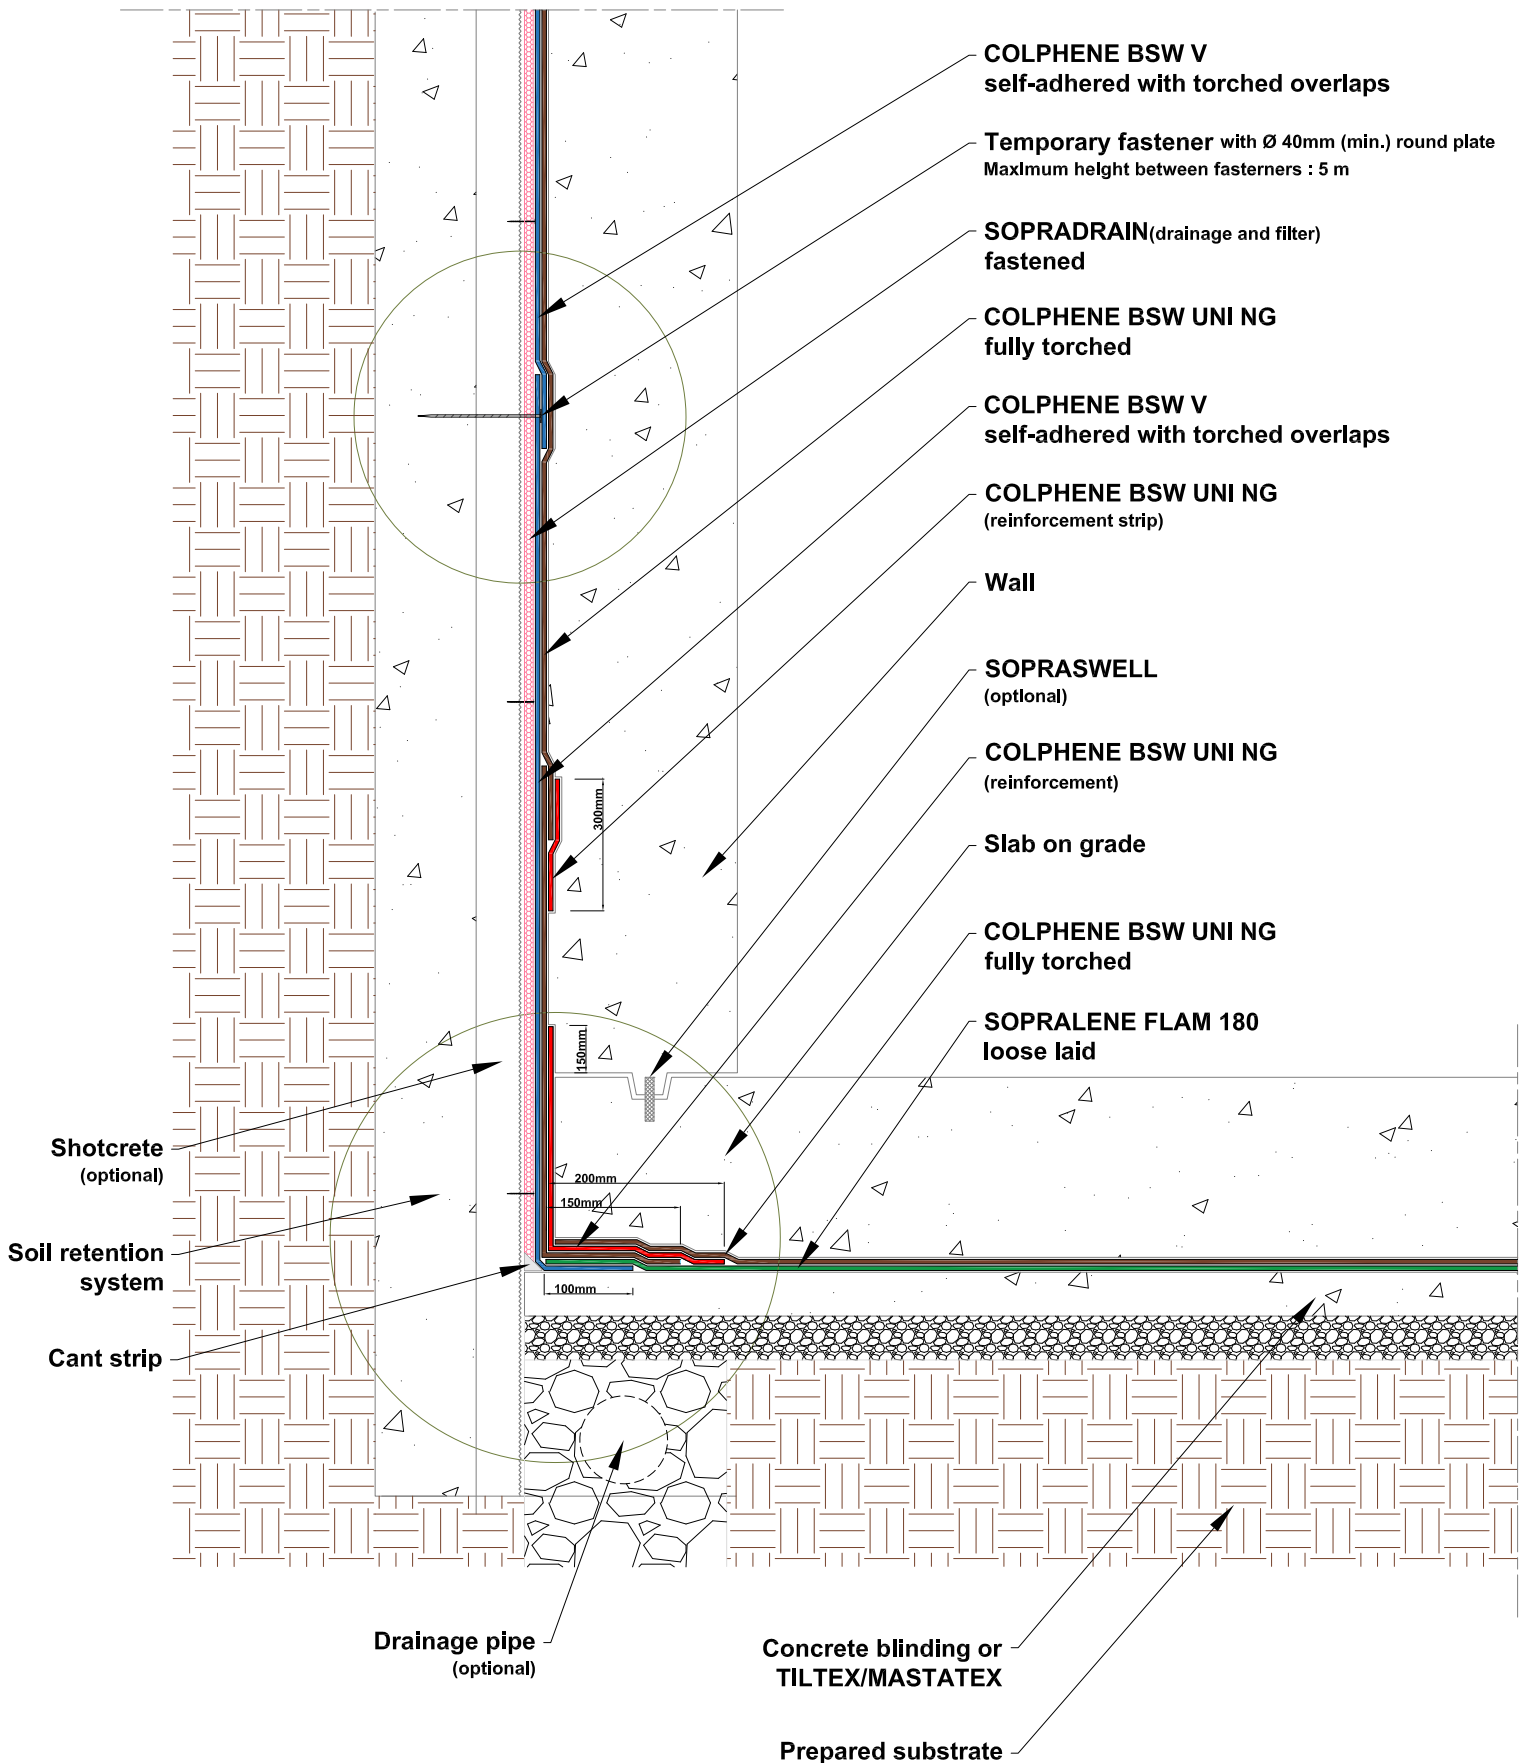 COLPHENE BSW V
self-adhered with torched overlaps
Temporary fastener with Ø 40mm (min.) round plate
Maximum height between fasterners : 5 m
SOPRADRAIN(drainage and filter)
fastened
COLPHENE BSW UNI NG
fully torched
COLPHENE BSW V
self-adhered with torched overlaps
COLPHENE BSW UNI NG
(reinforcement strip)
Wall
SOPRASWELL
(optional)
COLPHENE BSW UNI NG
(reinforcement)
300mm
Slab on grade
COLPHENE BSW UNI NG
fully torched
SOPRALENE FLAM 180
loose laid
150mm
Shotcrete
(optional)
200mm
150mm
Soil retention
system
100mm
Cant strip
Drainage pipe
(optional)
Concrete blinding or
TILTEX/MASTATEX
Prepared substrate